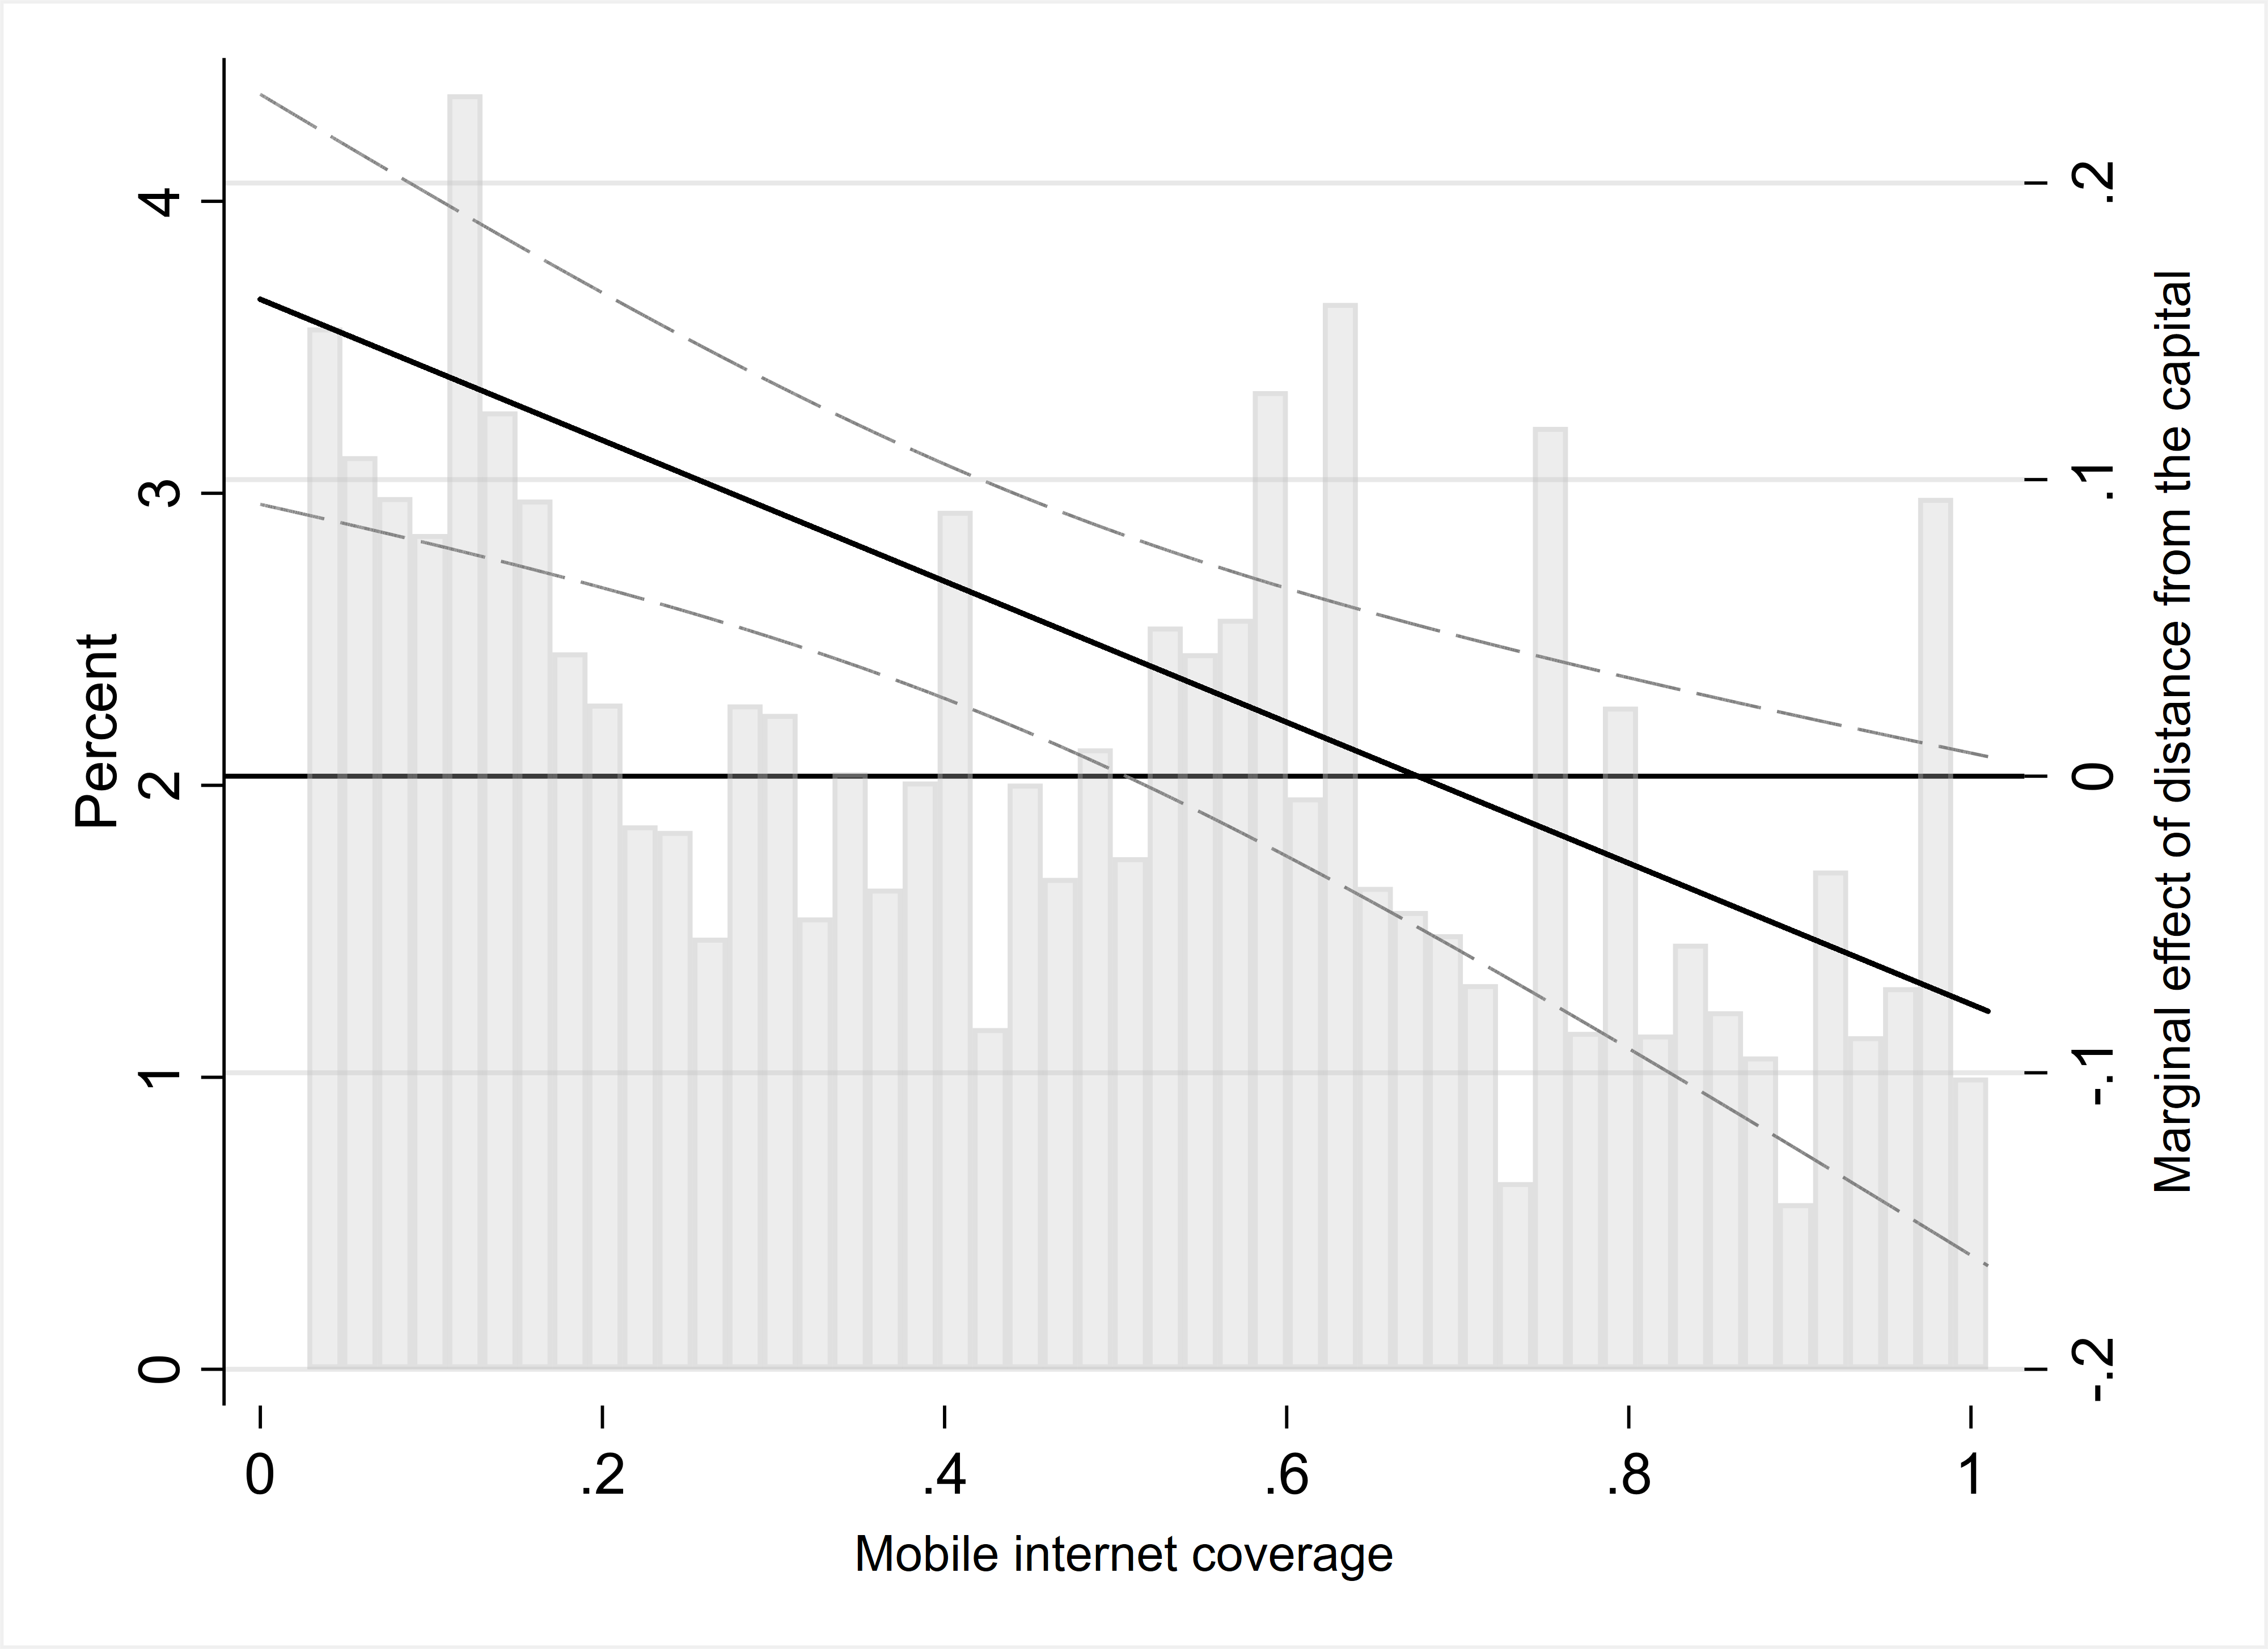 Percent
4
3
2
1
0
.2
.1
0
-.1
-.2
Marginal effect of distance from the capital
0 .2 .4 .6 .8 1
Mobile internet coverage